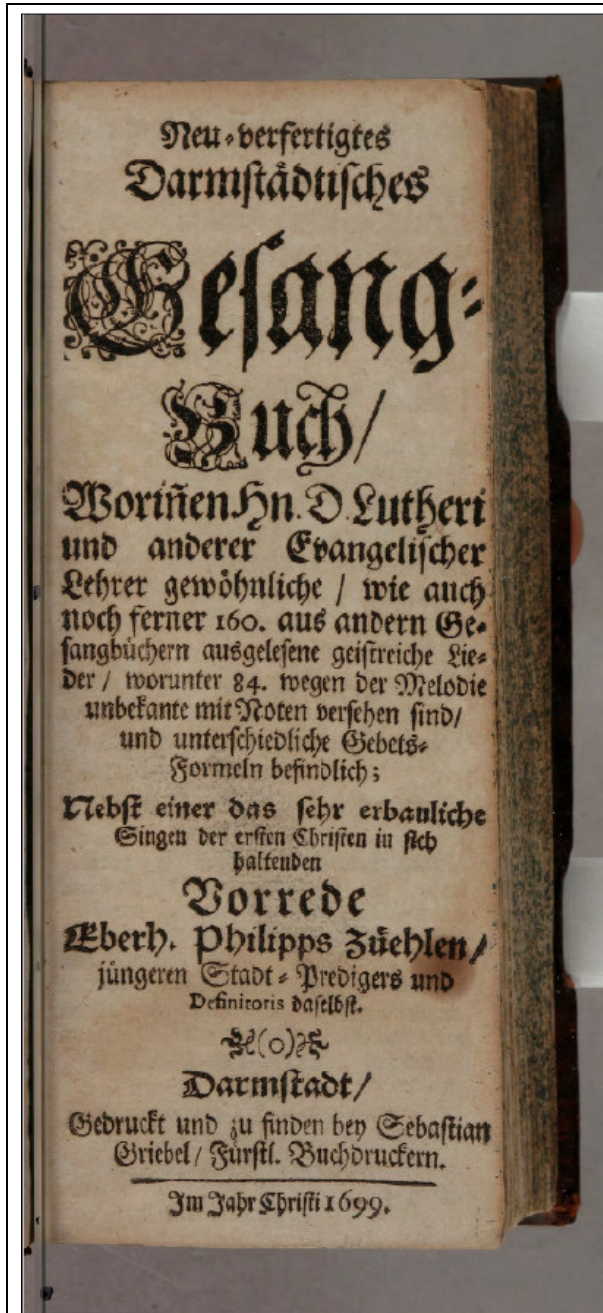 Neu-verfertigtes
Darmstädtisches
Gesang-
Buch/
Woriñen Hn. D. Lutheri
und anderer Evangelischer
Lehrer gewöhnliche / wie auch
noch ferner 160. aus andern Ge-
sangbüchern ausgelesene geistreiche Lie-
der / worunter 84. wegen der Melodie
unbekante mit Noten versehen sind/
und unterschiedliche Gebets-
Formeln befindlich;
Nebst einer das sehr erbauliche
Singen der ersten Christen in sich
haltenden
Vorrede
Eberh. Philipps Züehlen/
jüngeren Stadt-Predigers und
Definitoris daselbst.
(o)
Darmstadt/
Gedruckt und zu finden bey Sebastian
Griebel/ Fürstl. Buchdruckern.
Im Jahr Christi 1699.